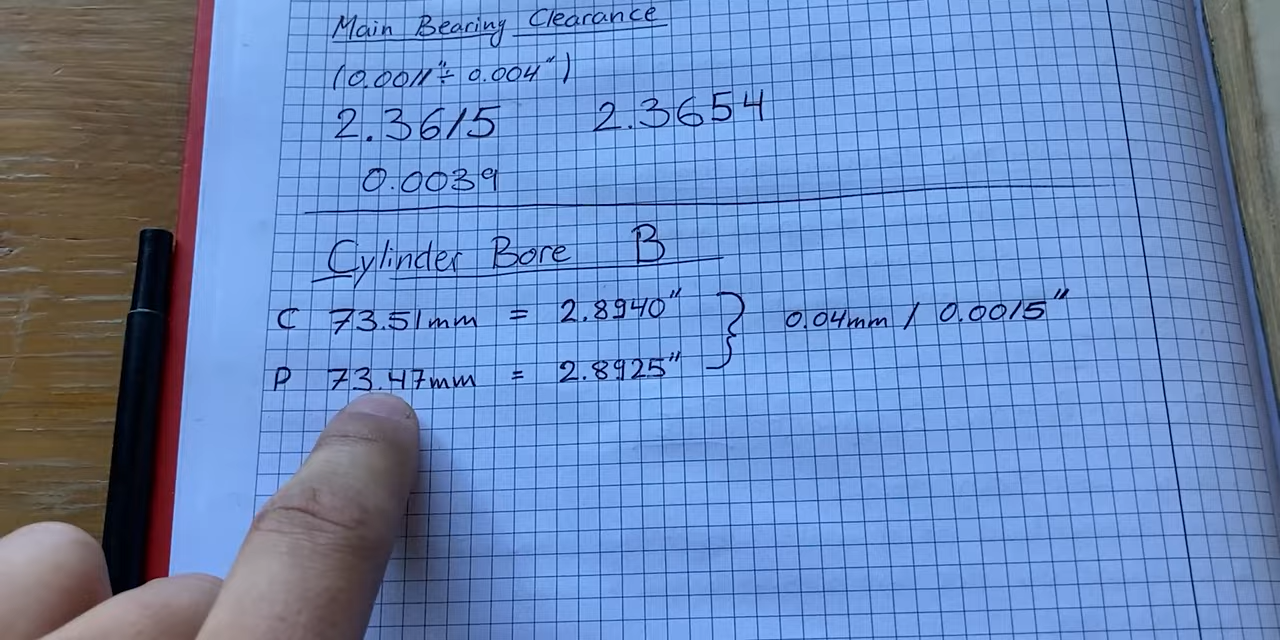 Main Bearing Clearance
(0.0011" ÷ 0.004")
2.3615 2.3654
0.0039
Cylinder Bore B
C 73.51mm = 2.8940" } 0.04mm / 0.0015"
P 73.47mm = 2.8925"